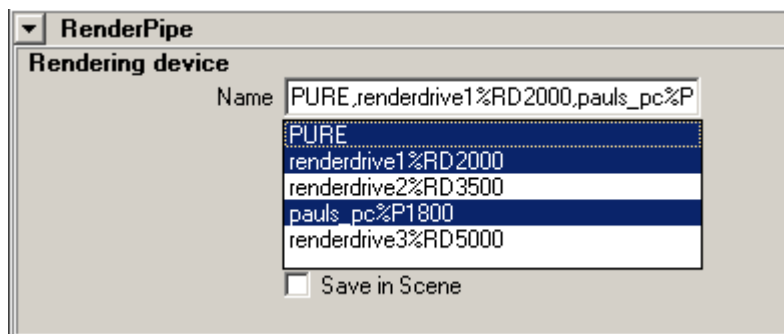 RenderPipe
Rendering device
Name PURE,renderdrive1%RD2000,pauls_pc%P
PURE
renderdrive1%RD2000
renderdrive2%RD3500
pauls_pc%P1800
renderdrive3%RD5000
Save in Scene